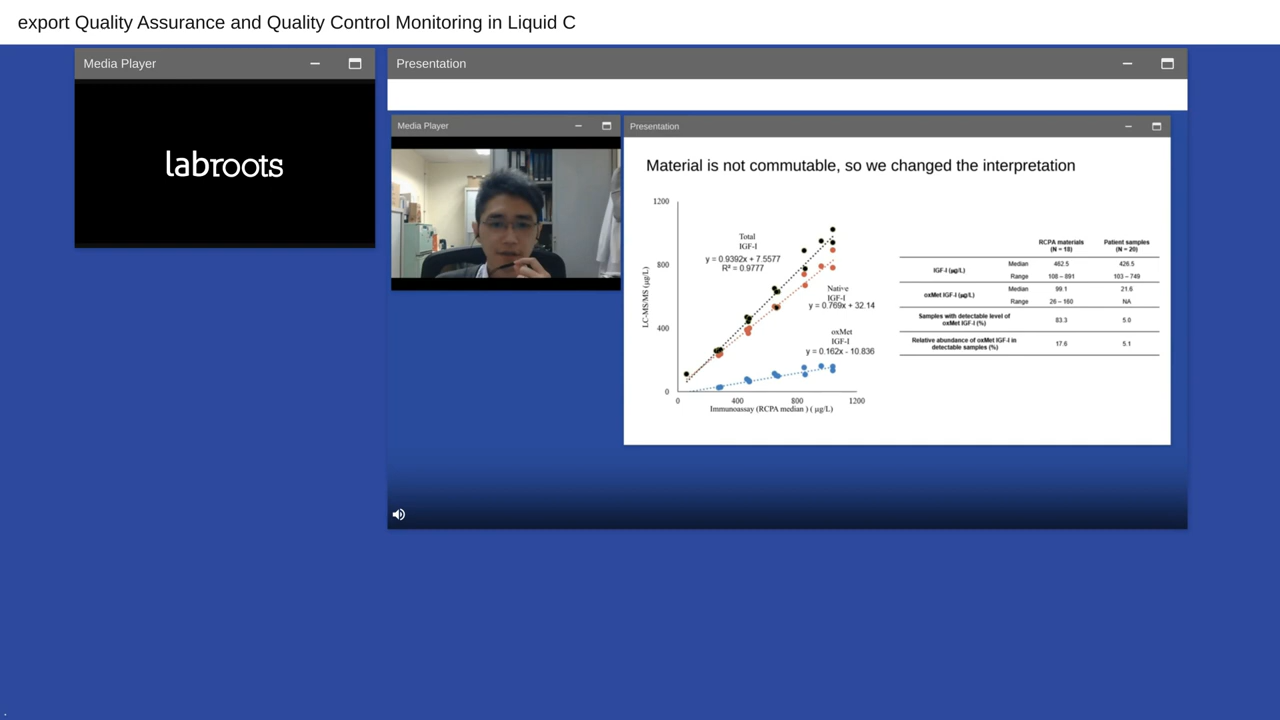 export Quality Assurance and Quality Control Monitoring in Liquid C
Media Player
Presentation
labroots
Media Player
Presentation
Material is not commutable, so we changed the interpretation
1200
800
400
0
LC-MS/MS (µg/L)
Total
IGF-I
y = 0.9392x + 7.5577
R² = 0.9777
Native
IGF-I
y = 0.769x + 32.14
oxMet
IGF-I
y = 0.162x - 10.836
0 400 800 1200
Immunoassay (RCPA median ) ( µg/L)
RCPA materials (N = 18) Patient samples (N = 20)
IGF-I (µg/L) Median 462.5 426.5
Range 108 – 891 103 – 749
oxMet IGF-I (µg/L) Median 99.1 21.6
Range 26 – 160 NA
Samples with detectable level of oxMet IGF-I (%) 83.3 5.0
Relative abundance of oxMet IGF-I in detectable samples (%) 17.6 5.1